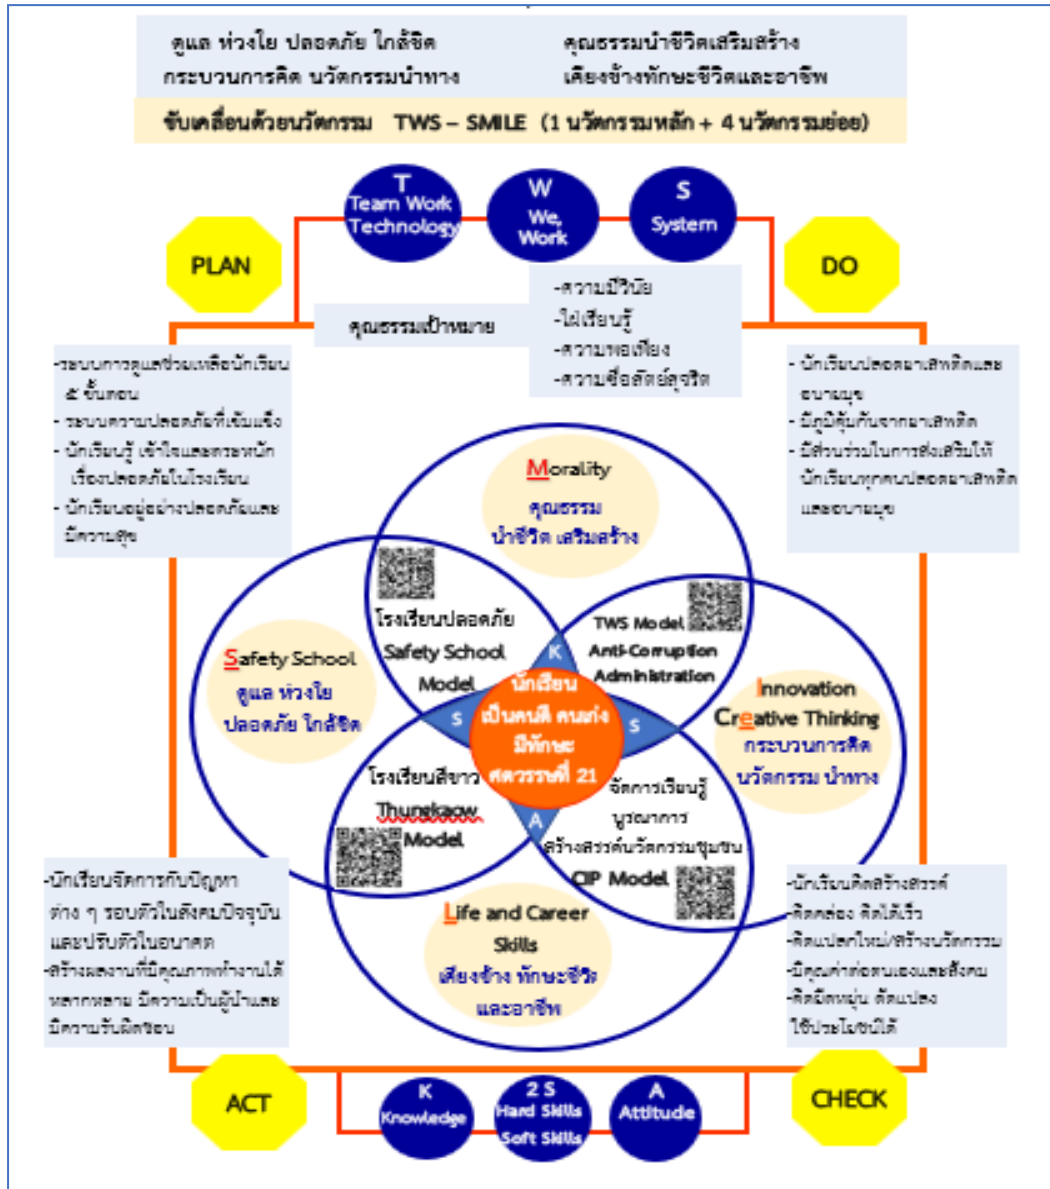 ดูแล ห่วงใย ปลอดภัย ใกล้ชิด
กระบวนการคิด นวัตกรรมนำทาง
คุณธรรมนำชีวิตเสริมสร้าง
เคียงข้างทักษะชีวิตและอาชีพ
ขับเคลื่อนด้วยนวัตกรรม TWS – SMILE (1 นวัตกรรมหลัก + 4 นวัตกรรมย่อย)
T
Team Work
Technology
W
We,
Work
S
System
PLAN
DO
คุณธรรมเป้าหมาย
-ความมีวินัย
-ใฝ่เรียนรู้
-ความพอเพียง
-ความซื่อสัตย์สุจริต
-ระบบการดูแลช่วยเหลือนักเรียน
๕ ขั้นตอน
- ระบบความปลอดภัยที่เข้มแข็ง
- นักเรียนรู้ เข้าใจและตระหนัก
เรื่องปลอดภัยในโรงเรียน
- นักเรียนอยู่อย่างปลอดภัยและ
มีความสุข
- นักเรียนปลอดยาเสพติดและ
อบายมุข
- มีภูมิคุ้มกันจากยาเสพติด
- มีส่วนร่วมในการส่งเสริมให้
นักเรียนทุกคนปลอดยาเสพติด
และอบายมุข
Morality
คุณธรรม
นำชีวิต เสริมสร้าง
โรงเรียนปลอดภัย
Safety School
Model
TWS Model
Anti-Corruption
Administration
Safety School
ดูแล ห่วงใย
ปลอดภัย ใกล้ชิด
Innovation
Creative Thinking
กระบวนการคิด
นวัตกรรม นำทาง
K
S
S
A
นักเรียน
เป็นคนดี คนเก่ง
มีทักษะ
ศตวรรษที่ 21
โรงเรียนสีขาว
Thungkaow
Model
จัดการเรียนรู้
บูรณาการ
สร้างสรรค์นวัตกรรมชุมชน
CIP Model
Life and Career
Skills
เคียงข้าง ทักษะชีวิต
และอาชีพ
-นักเรียนจัดการกับปัญหา
ต่าง ๆ รอบตัวในสังคมปัจจุบัน
และปรับตัวในอนาคต
-สร้างผลงานที่มีคุณภาพทำงานได้
หลากหลาย มีความเป็นผู้นำและ
มีความรับผิดชอบ
-นักเรียนคิดสร้างสรรค์
-คิดคล่อง คิดได้เร็ว
-คิดแปลกใหม่/สร้างนวัตกรรม
-มีคุณค่าต่อตนเองและสังคม
-คิดยืดหยุ่น ดัดแปลง
ใช้ประโยชน์ได้
ACT
CHECK
K
Knowledge
2 S
Hard Skills
Soft Skills
A
Attitude